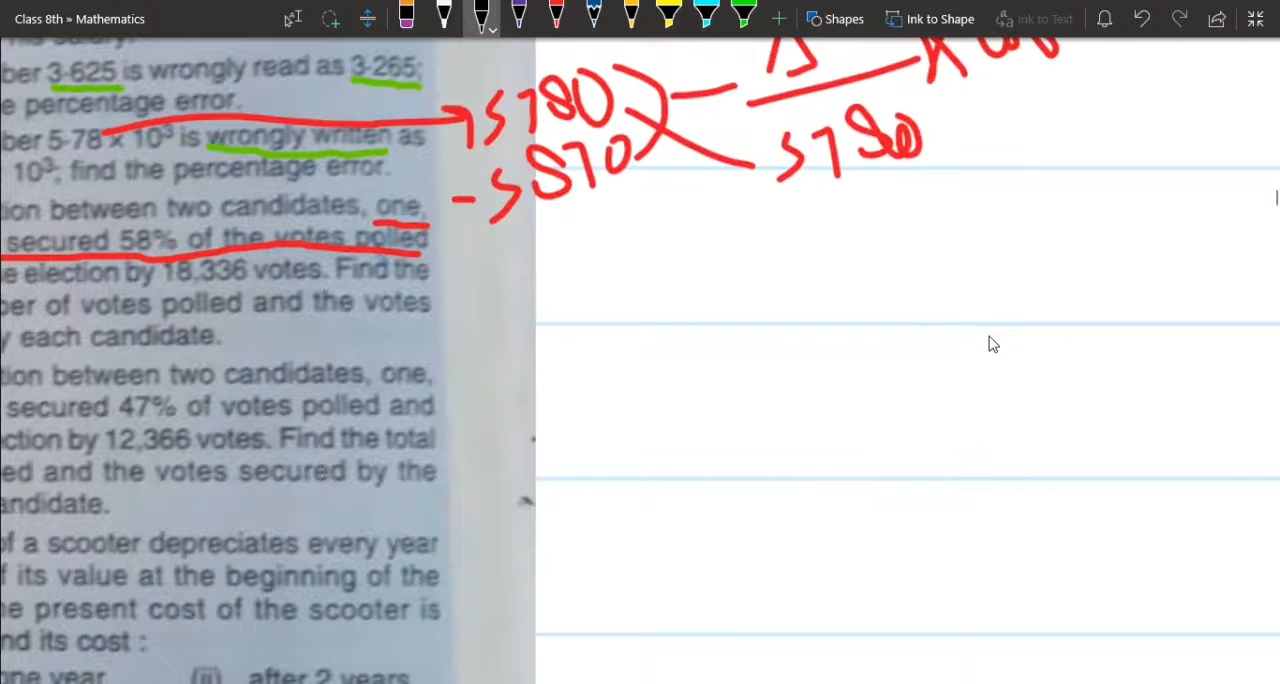 Class 8th » Mathematics
Shapes
Ink to Shape
Ink to Text
ber 3·625 is wrongly read as 3·265;
e percentage error.
ber 5·78 × 10³ is wrongly written as
10³; find the percentage error.
ion between two candidates, one,
secured 58% of the votes polled
e election by 18,336 votes. Find the
ber of votes polled and the votes
y each candidate.
tion between two candidates, one,
secured 47% of votes polled and
ction by 12,366 votes. Find the total
ed and the votes secured by the
andidate.
of a scooter depreciates every year
f its value at the beginning of the
he present cost of the scooter is
nd its cost :
one year (ii) after 2 years
5780
- 5870
5780